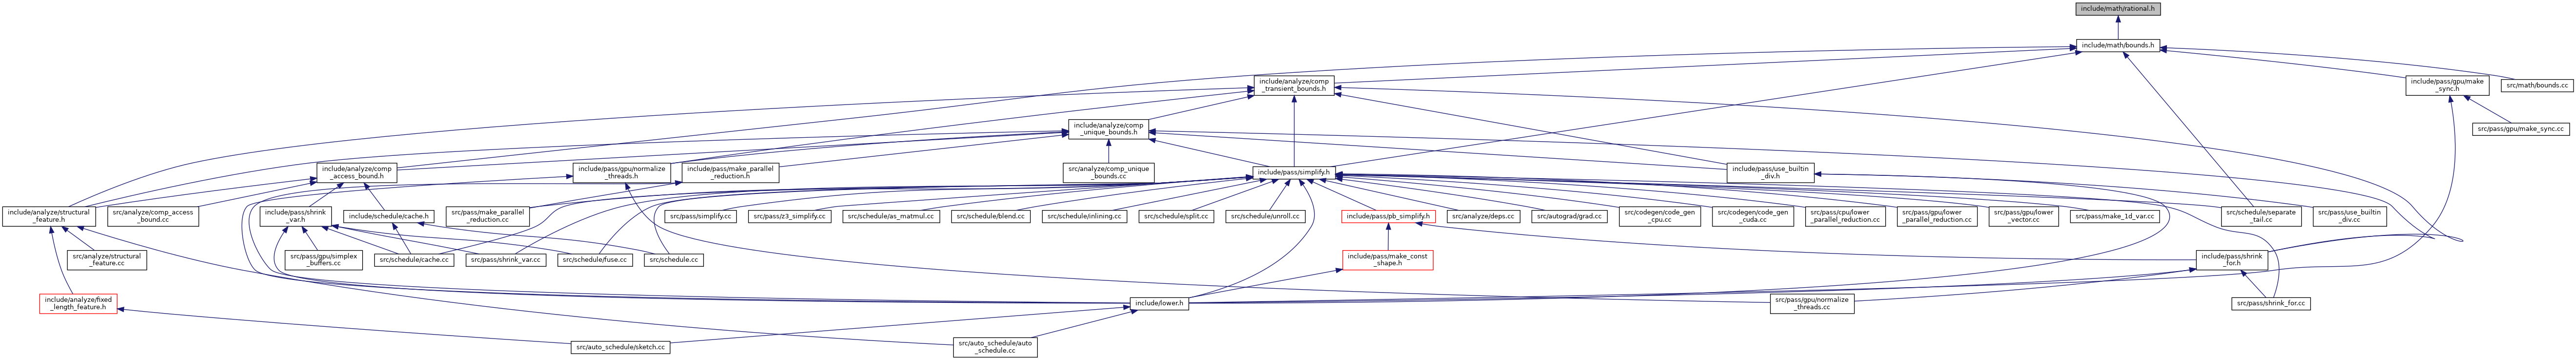 include/math/rational.h
include/math/bounds.h
include/analyze/comp
_transient_bounds.h
include/pass/gpu/make
_sync.h
src/math/bounds.cc
include/analyze/comp
_unique_bounds.h
src/pass/gpu/make_sync.cc
include/analyze/comp
_access_bound.h
include/pass/gpu/normalize
_threads.h
include/pass/make_parallel
_reduction.h
src/analyze/comp_unique
_bounds.cc
include/pass/simplify.h
include/pass/use_builtin
_div.h
include/analyze/structural
_feature.h
src/analyze/comp_access
_bound.cc
include/pass/shrink
_var.h
include/schedule/cache.h
src/pass/make_parallel
_reduction.cc
src/pass/simplify.cc
src/pass/z3_simplify.cc
src/schedule/as_matmul.cc
src/schedule/blend.cc
src/schedule/inlining.cc
src/schedule/split.cc
src/schedule/unroll.cc
include/pass/pb_simplify.h
src/analyze/deps.cc
src/autograd/grad.cc
src/codegen/code_gen
_cpu.cc
src/codegen/code_gen
_cuda.cc
src/pass/cpu/lower
_parallel_reduction.cc
src/pass/gpu/lower
_parallel_reduction.cc
src/pass/gpu/lower
_vector.cc
src/pass/make_1d_var.cc
src/schedule/separate
_tail.cc
src/pass/use_builtin
_div.cc
src/analyze/structural
_feature.cc
src/pass/gpu/simplex
_buffers.cc
src/schedule/cache.cc
src/pass/shrink_var.cc
src/schedule/fuse.cc
src/schedule.cc
include/pass/make_const
_shape.h
include/pass/shrink
_for.h
include/analyze/fixed
_length_feature.h
include/lower.h
src/pass/gpu/normalize
_threads.cc
src/pass/shrink_for.cc
src/auto_schedule/sketch.cc
src/auto_schedule/auto
_schedule.cc